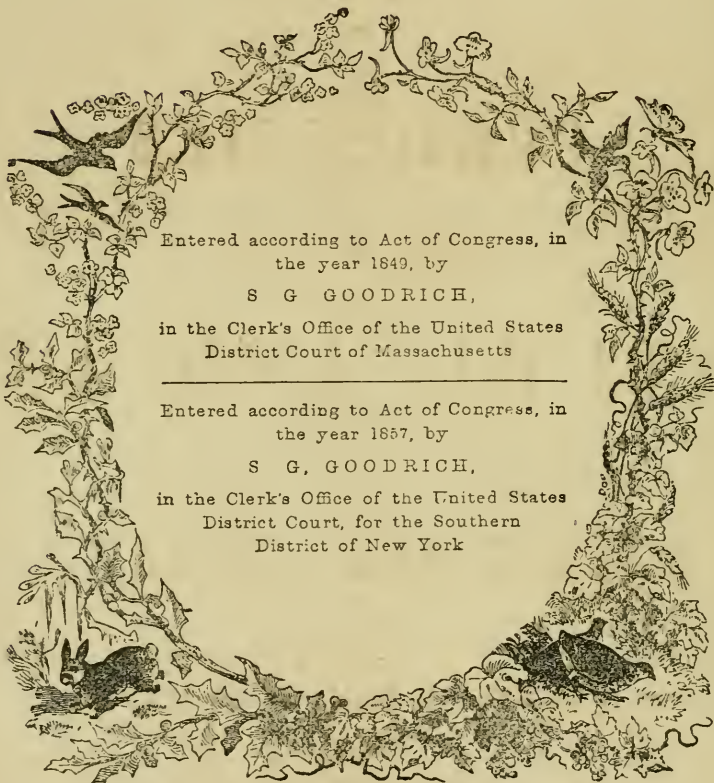 Entered according to Act of Congress, in
the year 1849, by
S G GOODRICH,
in the Clerk's Office of the United States
District Court of Massachusetts
Entered according to Act of Congress, in
the year 1857, by
S G, GOODRICH,
in the Clerk's Office of the United States
District Court, for the Southern
District of New York